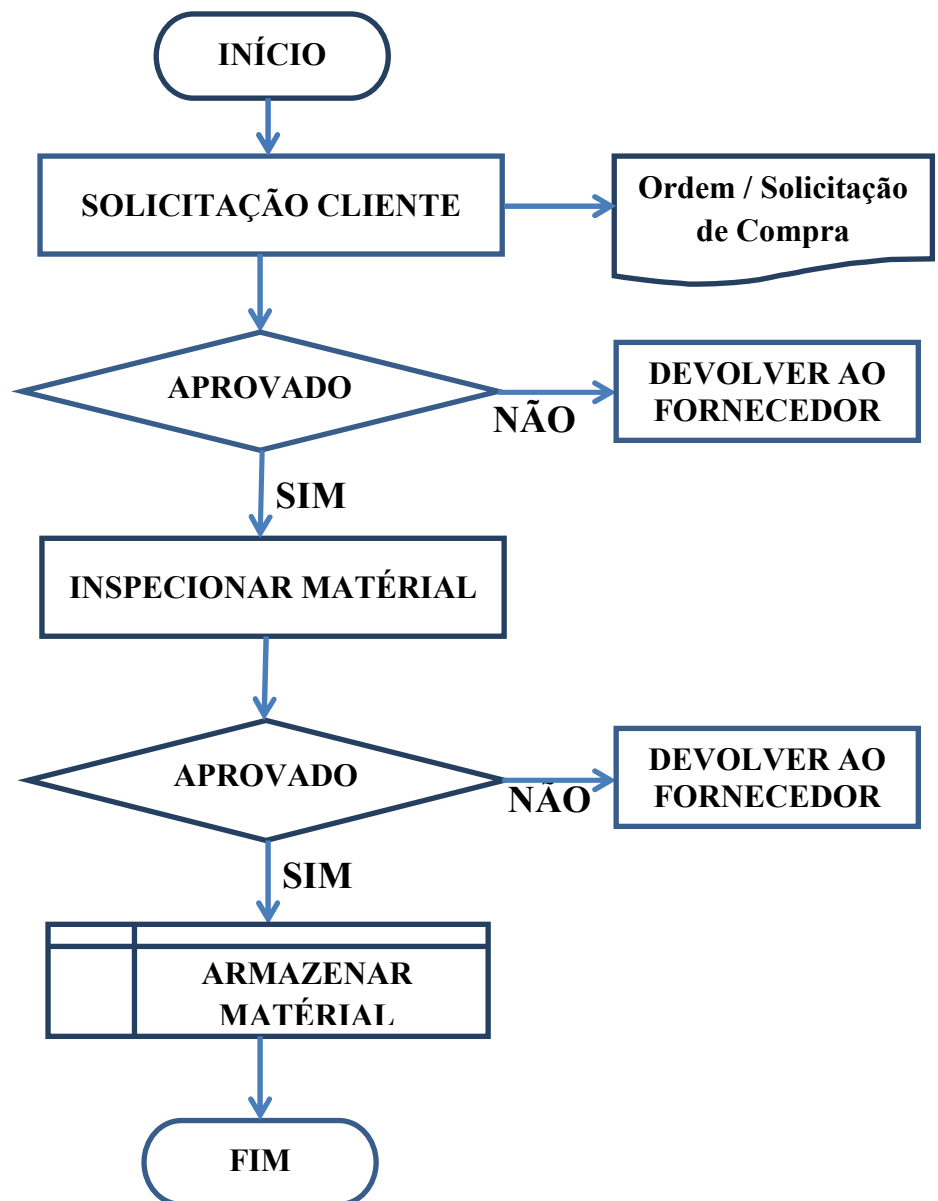 INÍCIO
SOLICITAÇÃO CLIENTE
Ordem / Solicitação
de Compra
APROVADO
NÃO
DEVOLVER AO
FORNECEDOR
SIM
INSPECIONAR MATÉRIAL
APROVADO
NÃO
DEVOLVER AO
FORNECEDOR
SIM
ARMAZENAR
MATÉRIAL
FIM